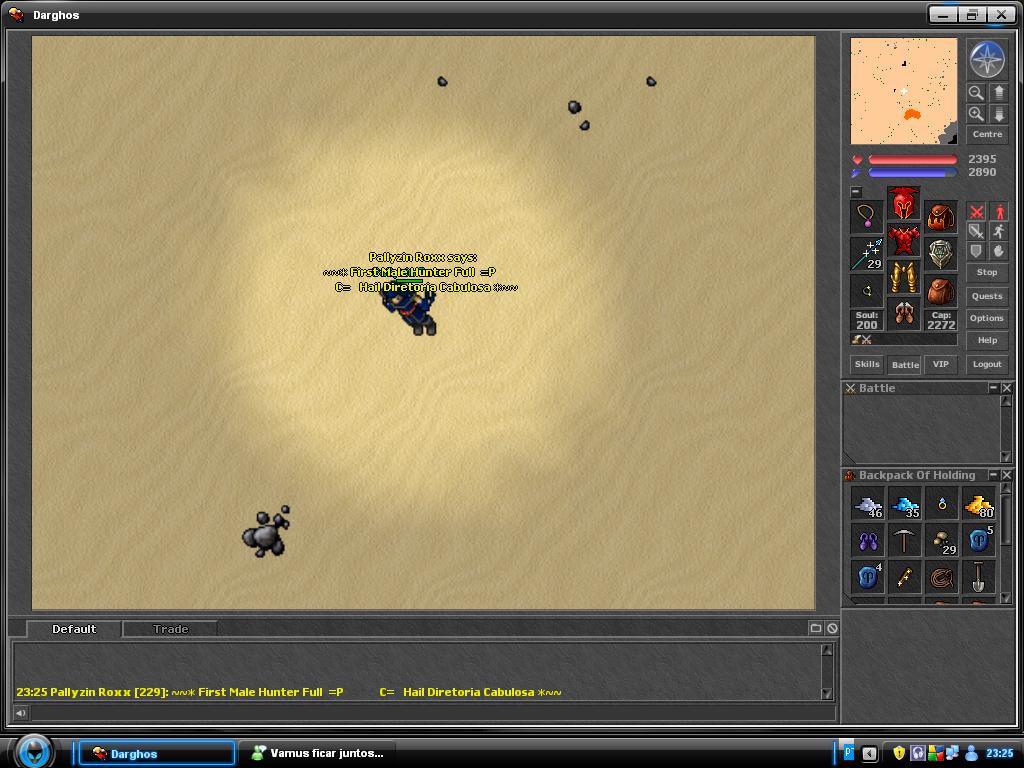 Darghos
Centre
2395
2890
Pallyzin Roxx says:
~~* First Male Hunter Full =P
C= Hail Diretoria Cabulosa *~~
29
Soul:
200
Cap:
2272
Stop
Quests
Options
Help
Skills
Battle
VIP
Logout
Battle
Backpack Of Holding
46
35
80
29
5
4
Default
Trade
23:25 Pallyzin Roxx [229]: ~~* First Male Hunter Full =P C= Hail Diretoria Cabulosa *~~
Darghos
Vamus ficar juntos...
23:25